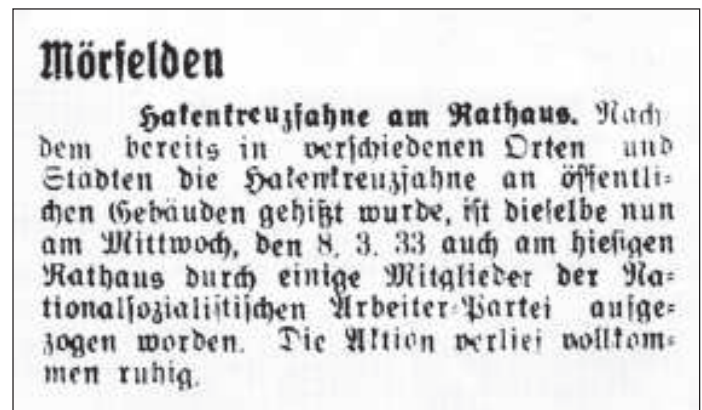 Mörfelden
Hakenkreuzfahne am Rathaus. Nach
dem bereits in verschiedenen Orten und
Städten die Hakenkreuzfahne an öffentli-
chen Gebäuden gehißt wurde, ist dieselbe nun
am Mittwoch, den 8. 3. 33 auch am hiesigen
Rathaus durch einige Mitglieder der Na-
tionalsozialistischen Arbeiter-Partei aufge-
zogen worden. Die Aktion verlief vollkom-
men ruhig.